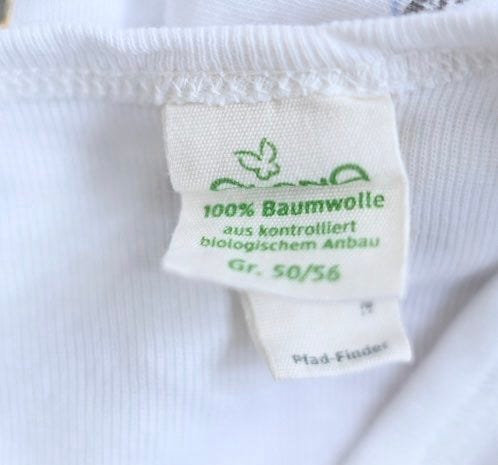 100% Baumwolle
aus kontrolliert
biologischem Anbau
Gr. 50/56
Pfad-Finder